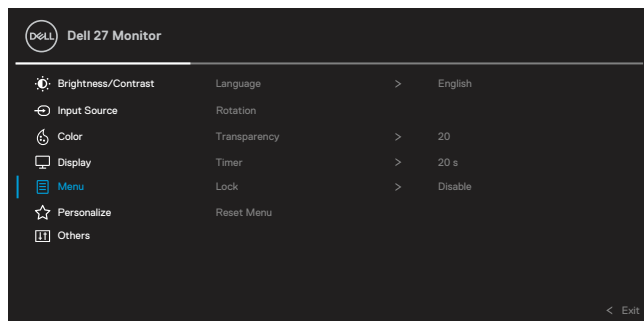 DELL Dell 27 Monitor
Brightness/Contrast Language > English
Input Source Rotation
Color Transparency > 20
Display Timer > 20 s
Menu Lock > Disable
Personalize Reset Menu
Others
< Exit